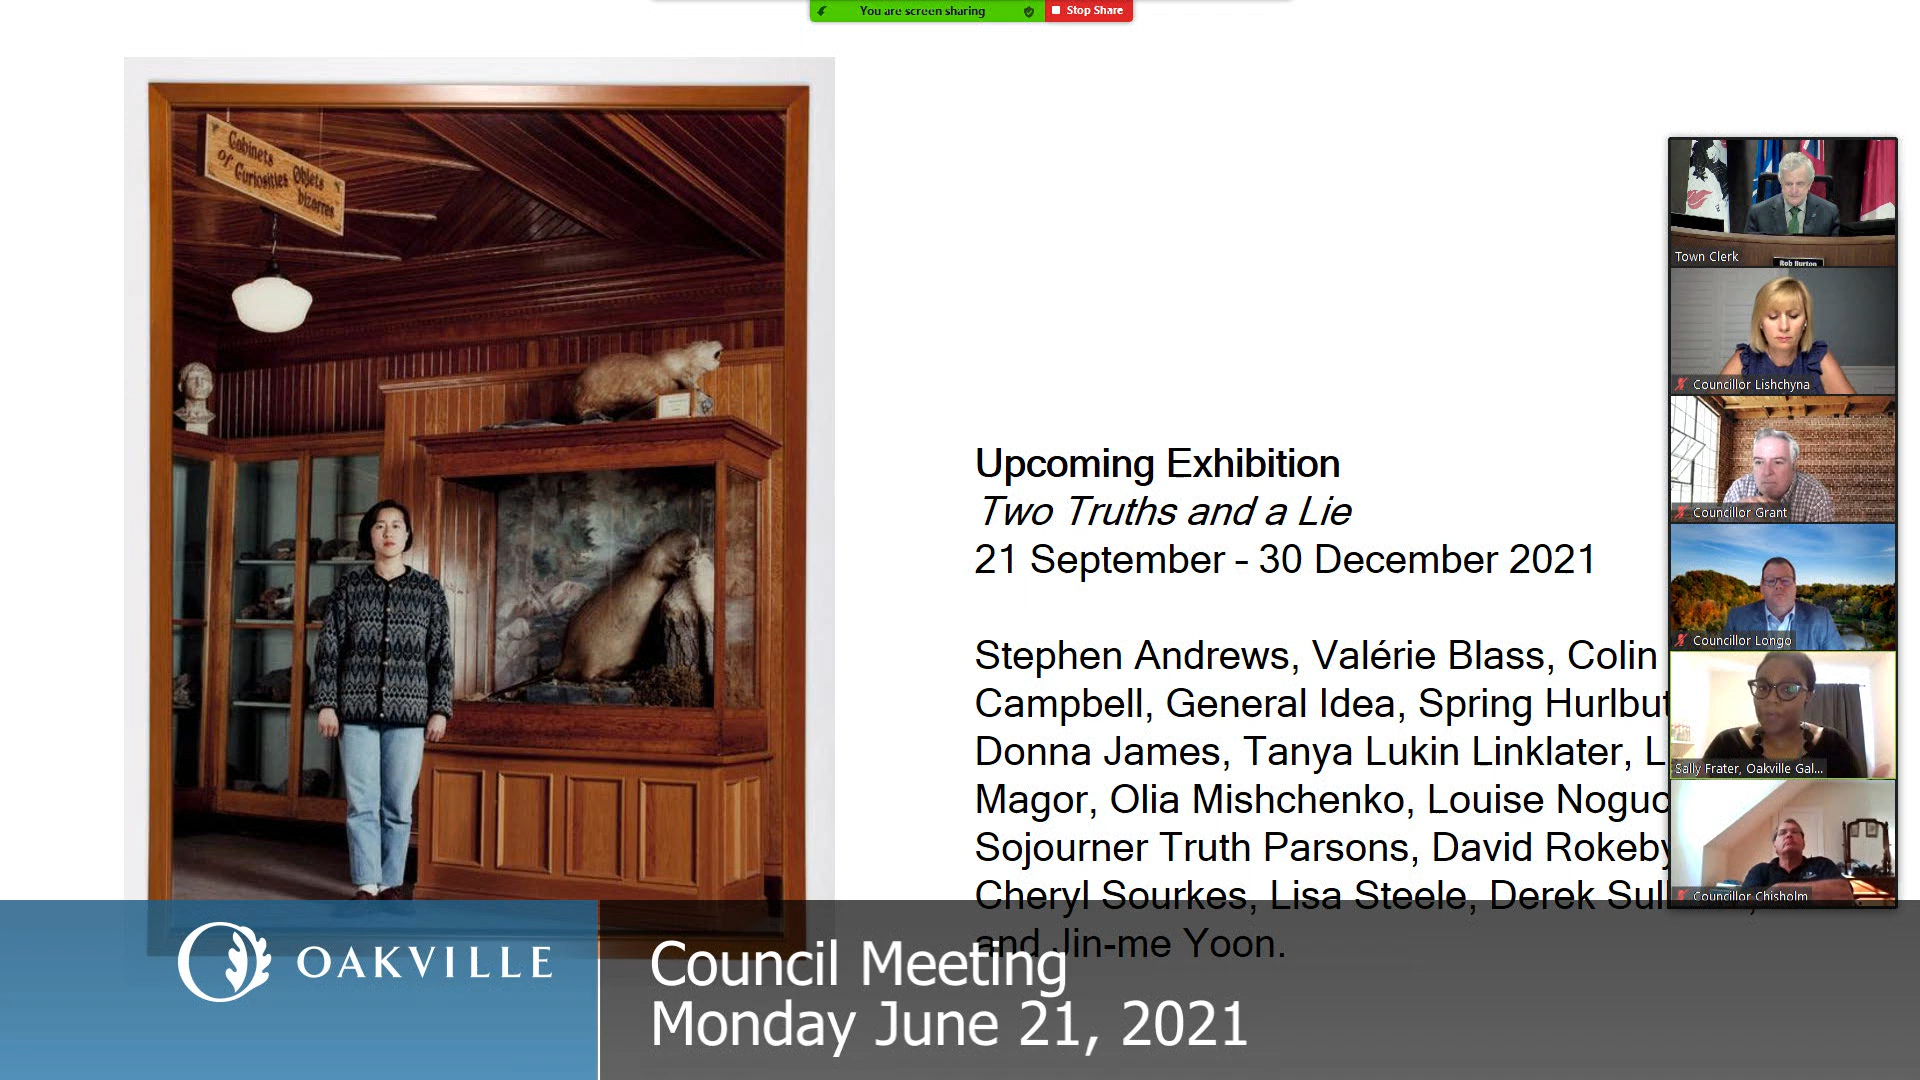 You are screen sharing
Stop Share
Cabinets Objets
of Curiosities bizarres
Upcoming Exhibition
Two Truths and a Lie
21 September - 30 December 2021
Stephen Andrews, Valérie Blass, Colin
Campbell, General Idea, Spring Hurlbut
Donna James, Tanya Lukin Linklater, L
Magor, Olia Mishchenko, Louise Noguc
Sojourner Truth Parsons, David Rokeby
Cheryl Sourkes, Lisa Steele, Derek Sul
and Jin-me Yoon.
Town Clerk
Rob Burton
Councillor Lishchyna
Councillor Grant
Councillor Longo
Sally Frater, Oakville Gal...
Councillor Chisholm
OAKVILLE
Council Meeting
Monday June 21, 2021